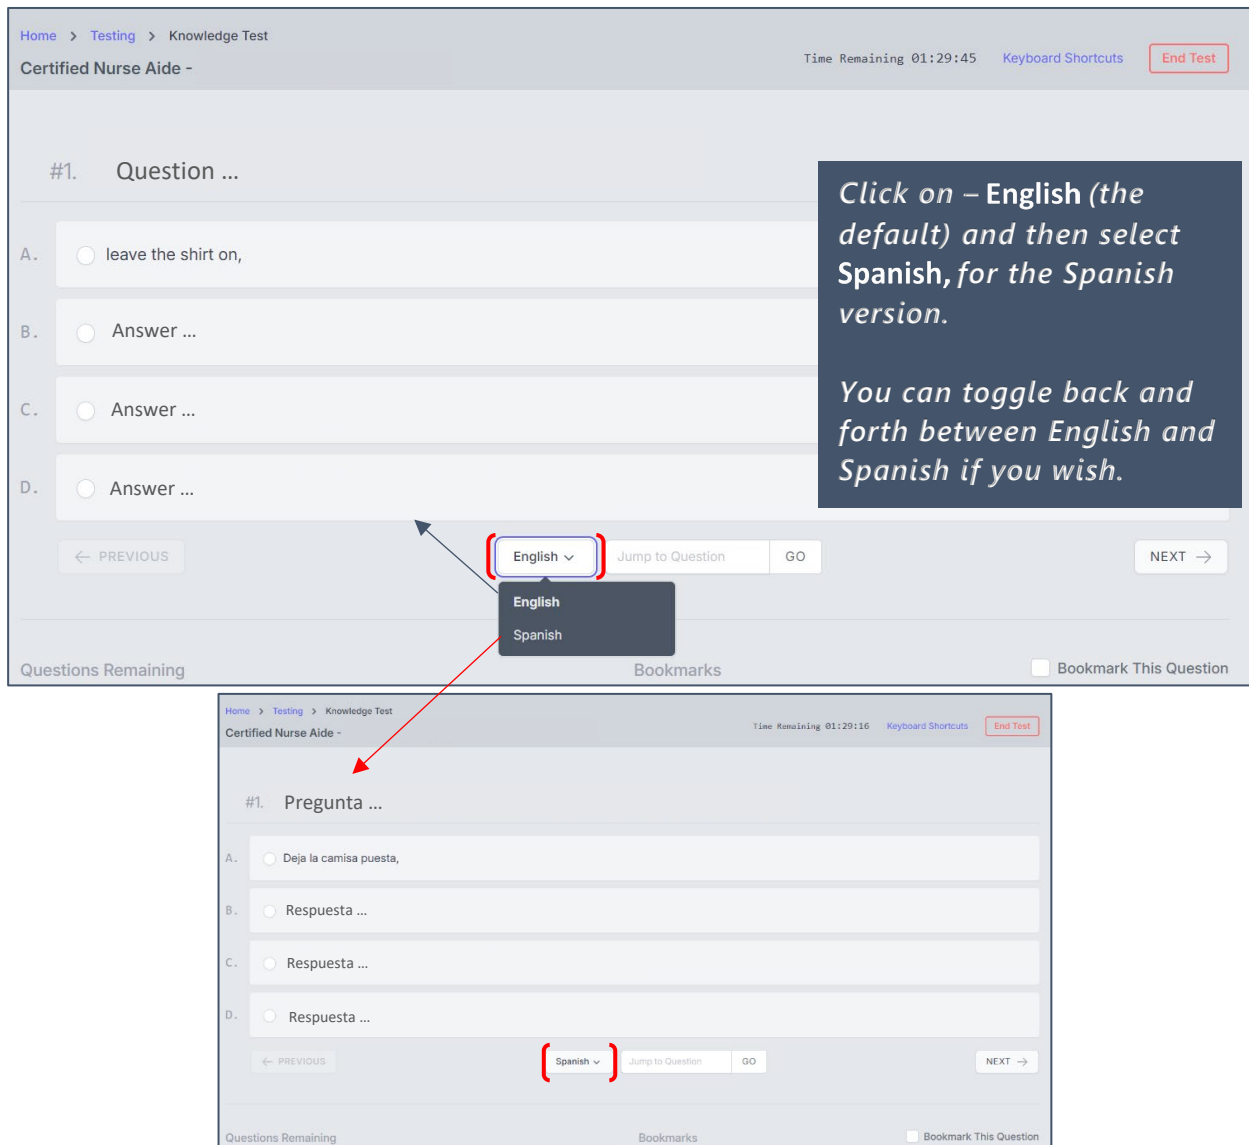 Home > Testing > Knowledge Test
Certified Nurse Aide -
Time Remaining 01:29:45 Keyboard Shortcuts End Test
#1. Question ...
A. leave the shirt on,
B. Answer ...
C. Answer ...
D. Answer ...
Click on – English (the
default) and then select
Spanish, for the Spanish
version.
You can toggle back and
forth between English and
Spanish if you wish.
← PREVIOUS English Jump to Question GO NEXT →
English
Spanish
Questions Remaining Bookmarks Bookmark This Question
Home > Testing > Knowledge Test
Certified Nurse Aide -
Time Remaining 01:29:16 Keyboard Shortcuts End Test
#1. Pregunta ...
A. Deja la camisa puesta,
B. Respuesta ...
C. Respuesta ...
D. Respuesta ...
← PREVIOUS Spanish Jump to Question GO NEXT →
Questions Remaining Bookmarks Bookmark This Question